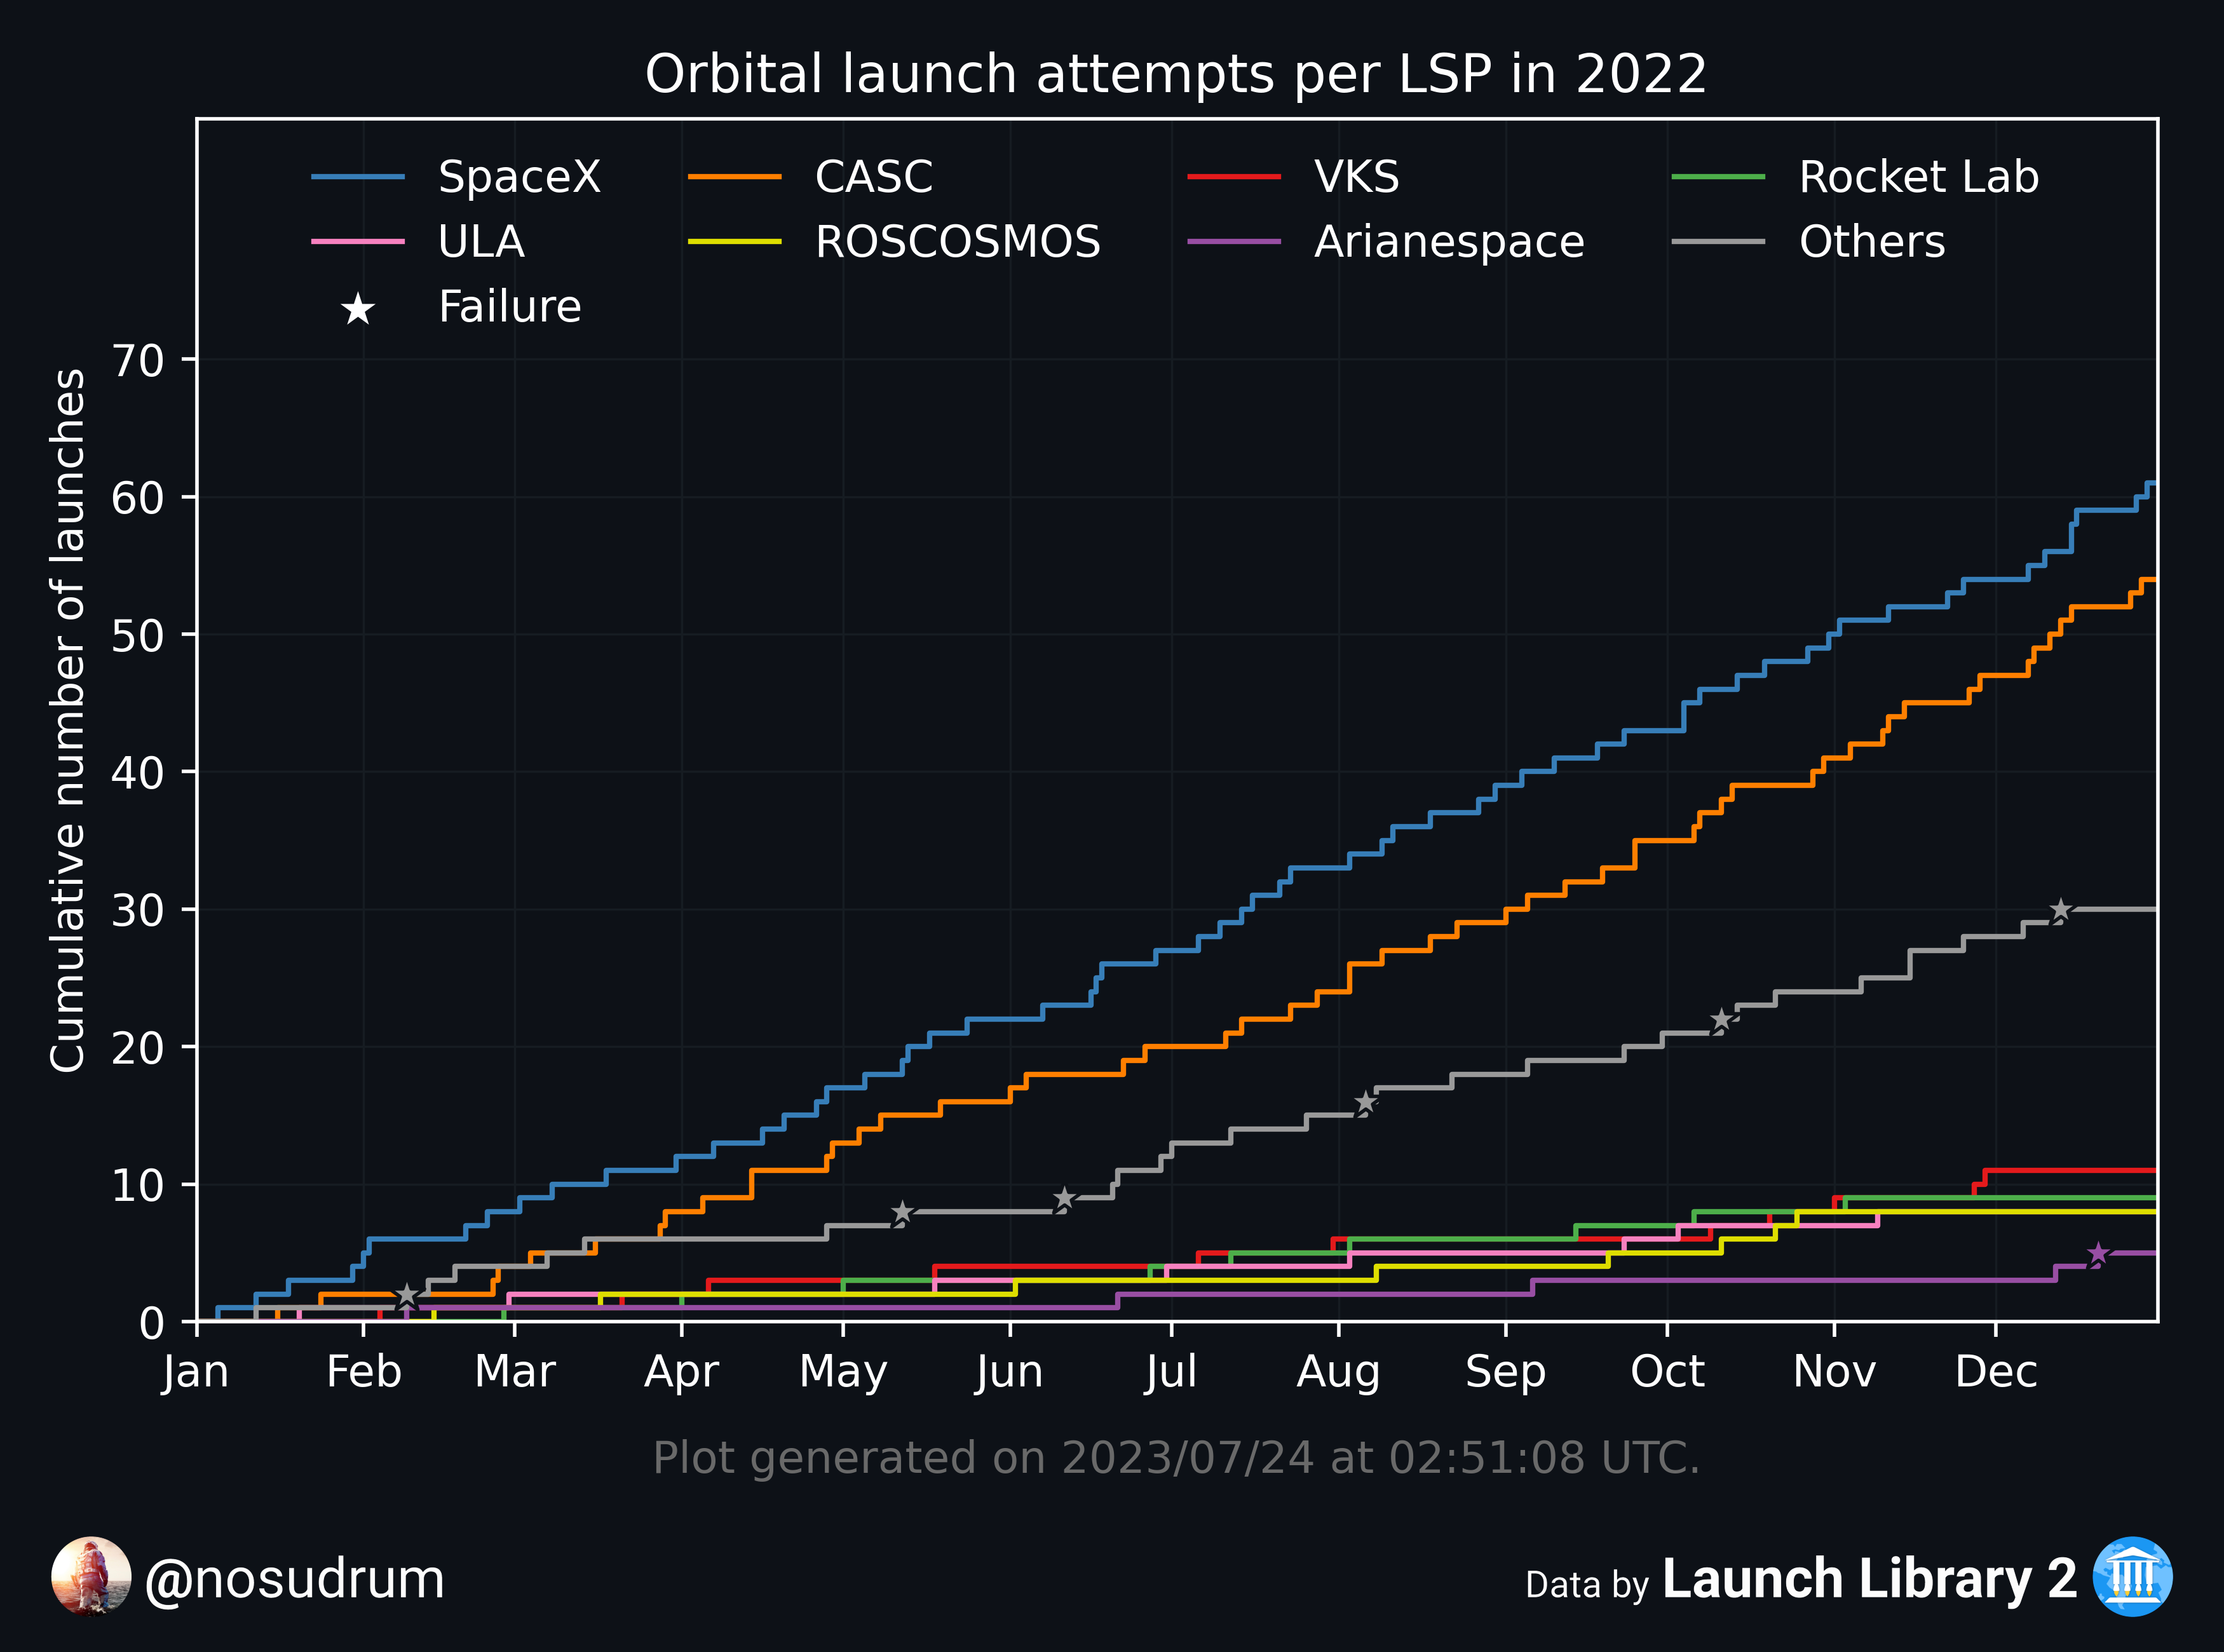 Orbital launch attempts per LSP in 2022
SpaceX CASC VKS Rocket Lab
ULA ROSCOSMOS Arianespace Others
Failure
Cumulative number of launches
70
60
50
40
30
20
10
0
Jan Feb Mar Apr May Jun Jul Aug Sep Oct Nov Dec
Plot generated on 2023/07/24 at 02:51:08 UTC.
@nosudrum
Data by Launch Library 2